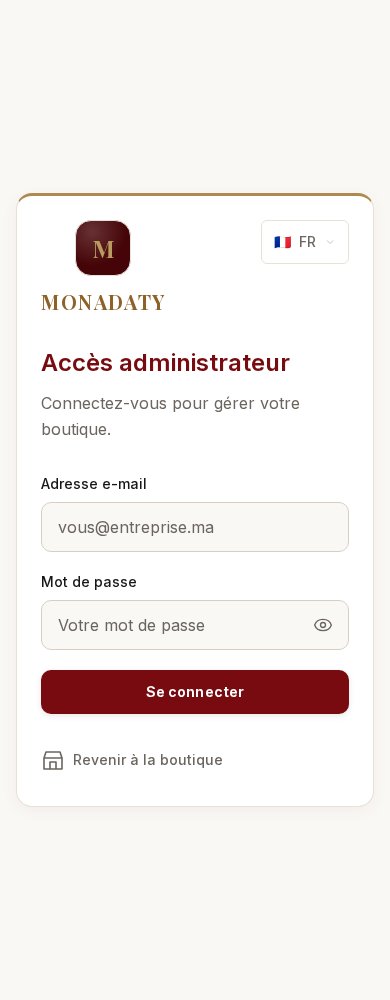 M
FR
MONADATY
Accès administrateur
Connectez-vous pour gérer votre
boutique.
Adresse e-mail
vous@entreprise.ma
Mot de passe
Votre mot de passe
Se connecter
Revenir à la boutique